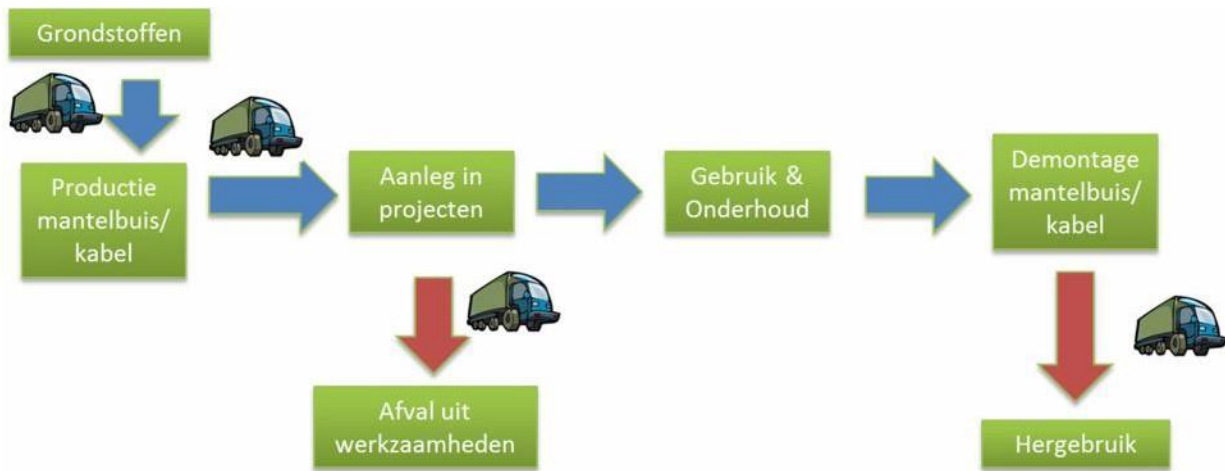 Grondstoffen
Productie
mantelbuis/
kabel
Aanleg in
projecten
Gebruik &
Onderhoud
Demontage
mantelbuis/
kabel
Afval uit
werkzaamheden
Hergebruik